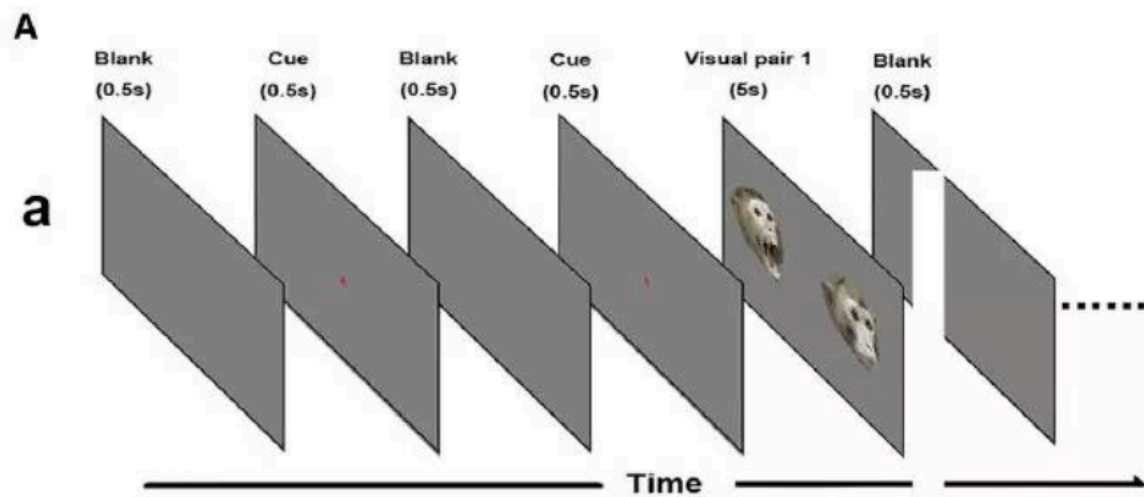 A
Blank Cue Blank Cue Visual pair 1 Blank
(0.5s) (0.5s) (0.5s) (0.5s) (5s) (0.5s)
a
Time